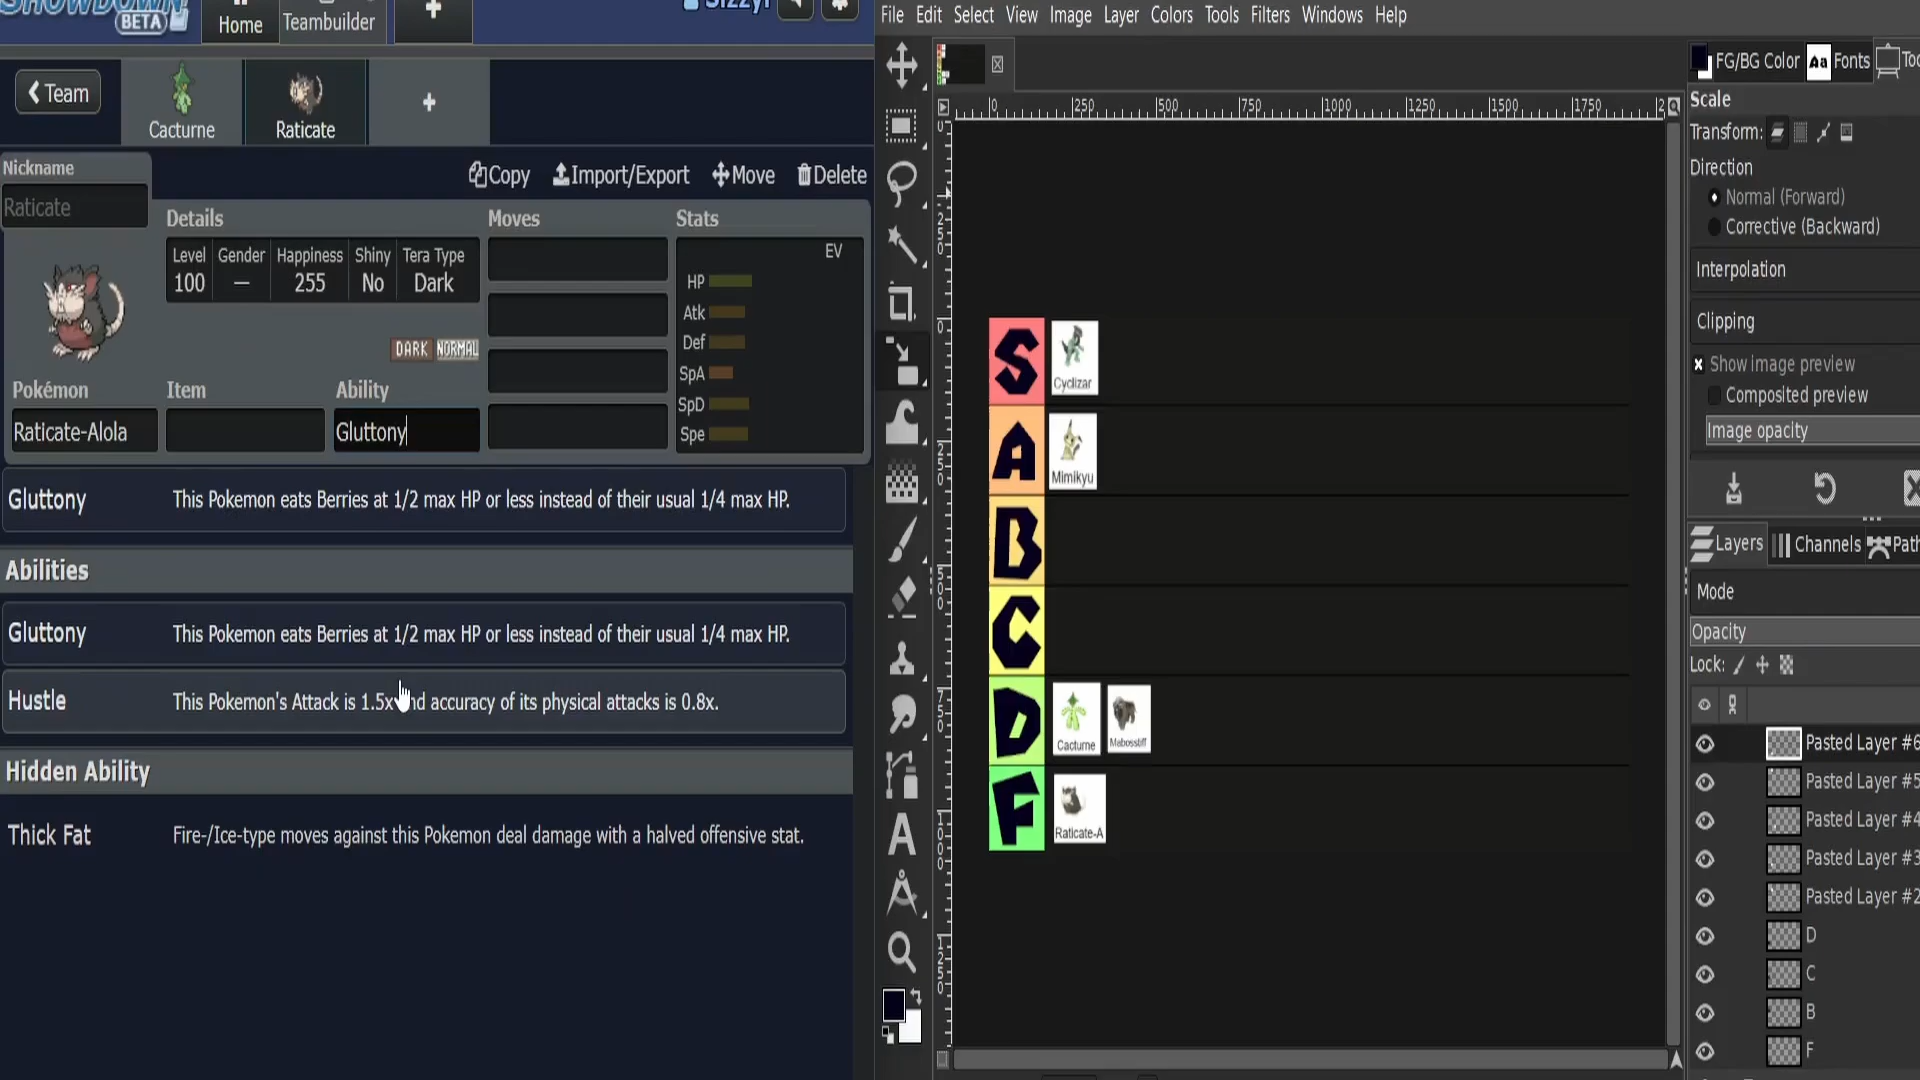 SHOWDOWN
BETA
Home
Teambuilder
+
Team
Cacturne
Raticate
+
Nickname
Raticate
Copy
Import/Export
Move
Delete
Details
Moves
Stats
Level
Gender
Happiness
Shiny
Tera Type
100
—
255
No
Dark
EV
HP
Atk
Def
SpA
SpD
Spe
DARK NORMAL
Pokémon
Item
Ability
Raticate-Alola
Gluttony
Gluttony This Pokemon eats Berries at 1/2 max HP or less instead of their usual 1/4 max HP.
Abilities
Gluttony This Pokemon eats Berries at 1/2 max HP or less instead of their usual 1/4 max HP.
Hustle This Pokemon's Attack is 1.5x and accuracy of its physical attacks is 0.8x.
Hidden Ability
Thick Fat Fire-/Ice-type moves against this Pokemon deal damage with a halved offensive stat.
File Edit Select View Image Layer Colors Tools Filters Windows Help
0 250 500 750 1000 1250 1500 1750 2
S
Cyclizar
A
Mimikyu
B
C
D
Cacturne
Mabosstiff
F
Raticate-A
FG/BG Color
Aa Fonts
Scale
Transform:
Direction
Normal (Forward)
Corrective (Backward)
Interpolation
Clipping
Show image preview
Composited preview
Image opacity
Layers
Channels
Path
Mode
Opacity
Lock:
Pasted Layer #6
Pasted Layer #5
Pasted Layer #4
Pasted Layer #3
Pasted Layer #2
D
C
B
F